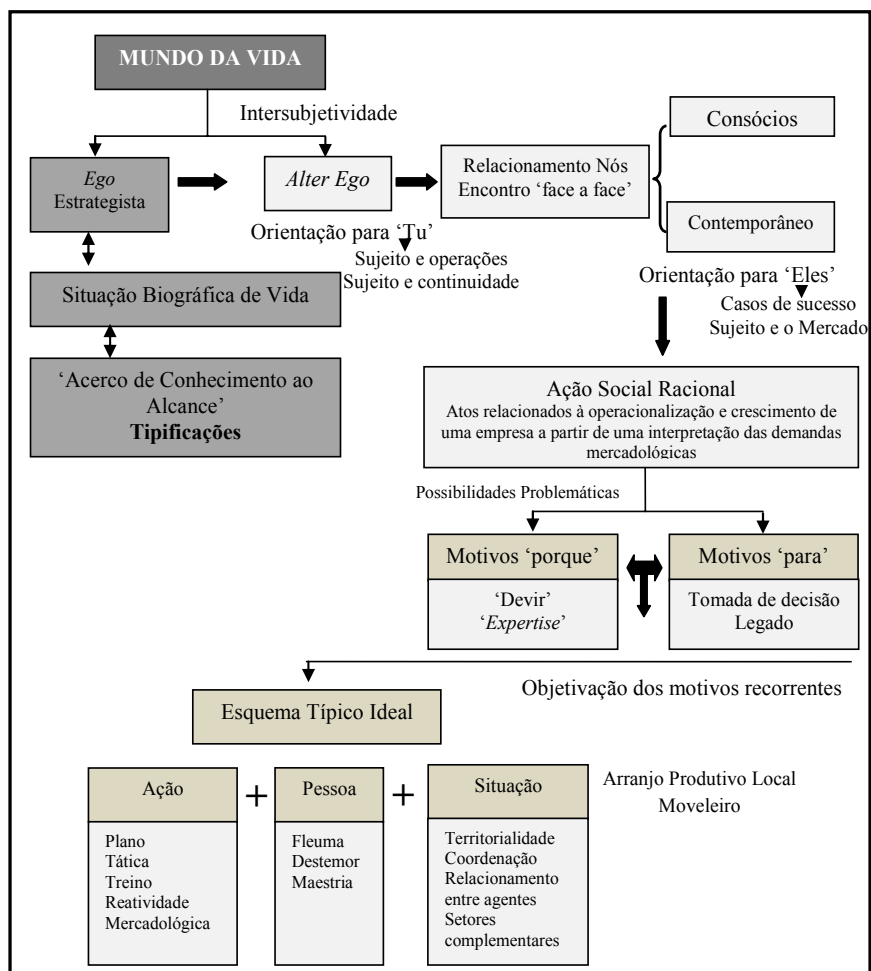 MUNDO DA VIDA
Intersubjetividade
Ego
Estrategista
Alter Ego
Relacionamento Nós
Encontro ‘face a face’
Consócios
Contemporâneo
Orientação para ‘Tu’
Sujeito e operações
Sujeito e continuidade
Orientação para ‘Eles’
Casos de sucesso
Sujeito e o Mercado
Situação Biográfica de Vida
‘Acerco de Conhecimento ao
Alcance’
Tipificações
Ação Social Racional
Atos relacionados à operacionalização e crescimento de
uma empresa a partir de uma interpretação das demandas
mercadológicas
Possibilidades Problemáticas
Motivos ‘porque’
‘Devir’
‘Expertise’
Motivos ‘para’
Tomada de decisão
Legado
Objetivação dos motivos recorrentes
Esquema Típico Ideal
Ação
Plano
Tática
Treino
Reatividade
Mercadológica
+
Pessoa
Fleuma
Destemor
Maestria
+
Situação
Territorialidade
Coordenação
Relacionamento
entre agentes
Setores
complementares
Arranjo Produtivo Local
Moveleiro